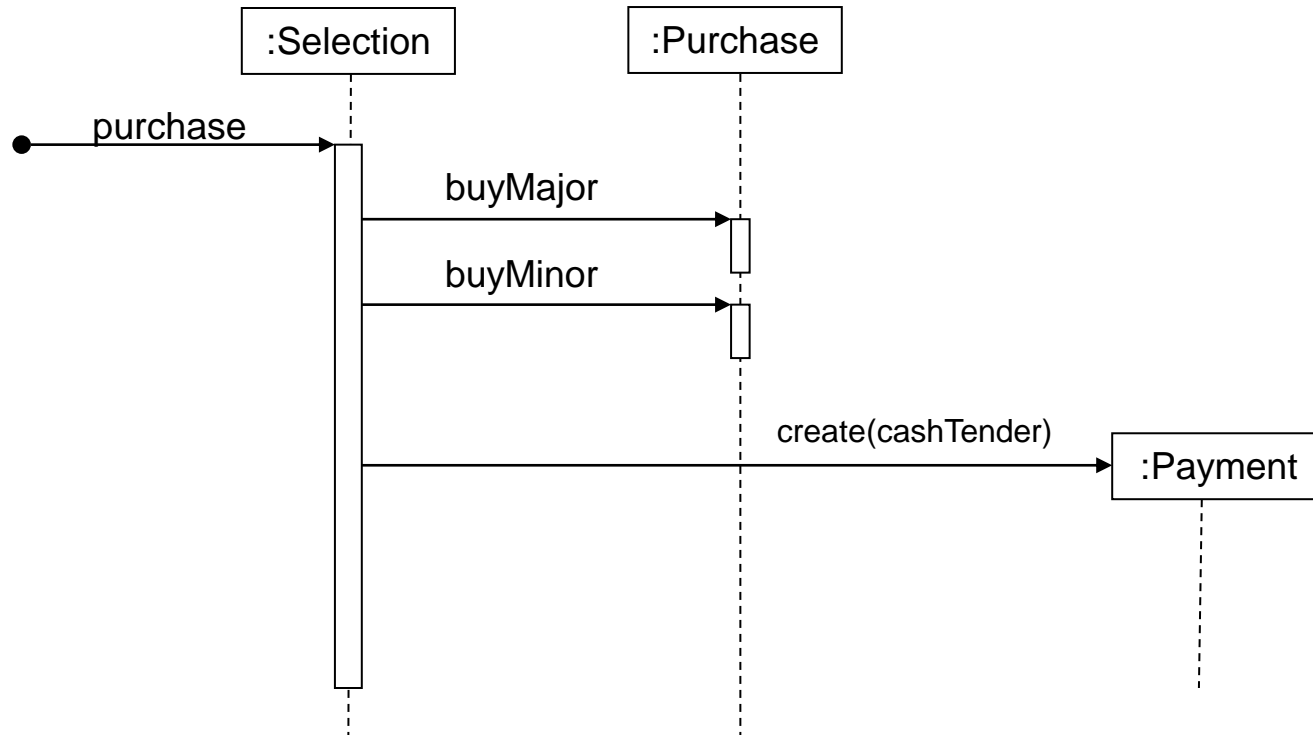 :Selection
:Purchase
purchase
buyMajor
buyMinor
create(cashTender)
:Payment